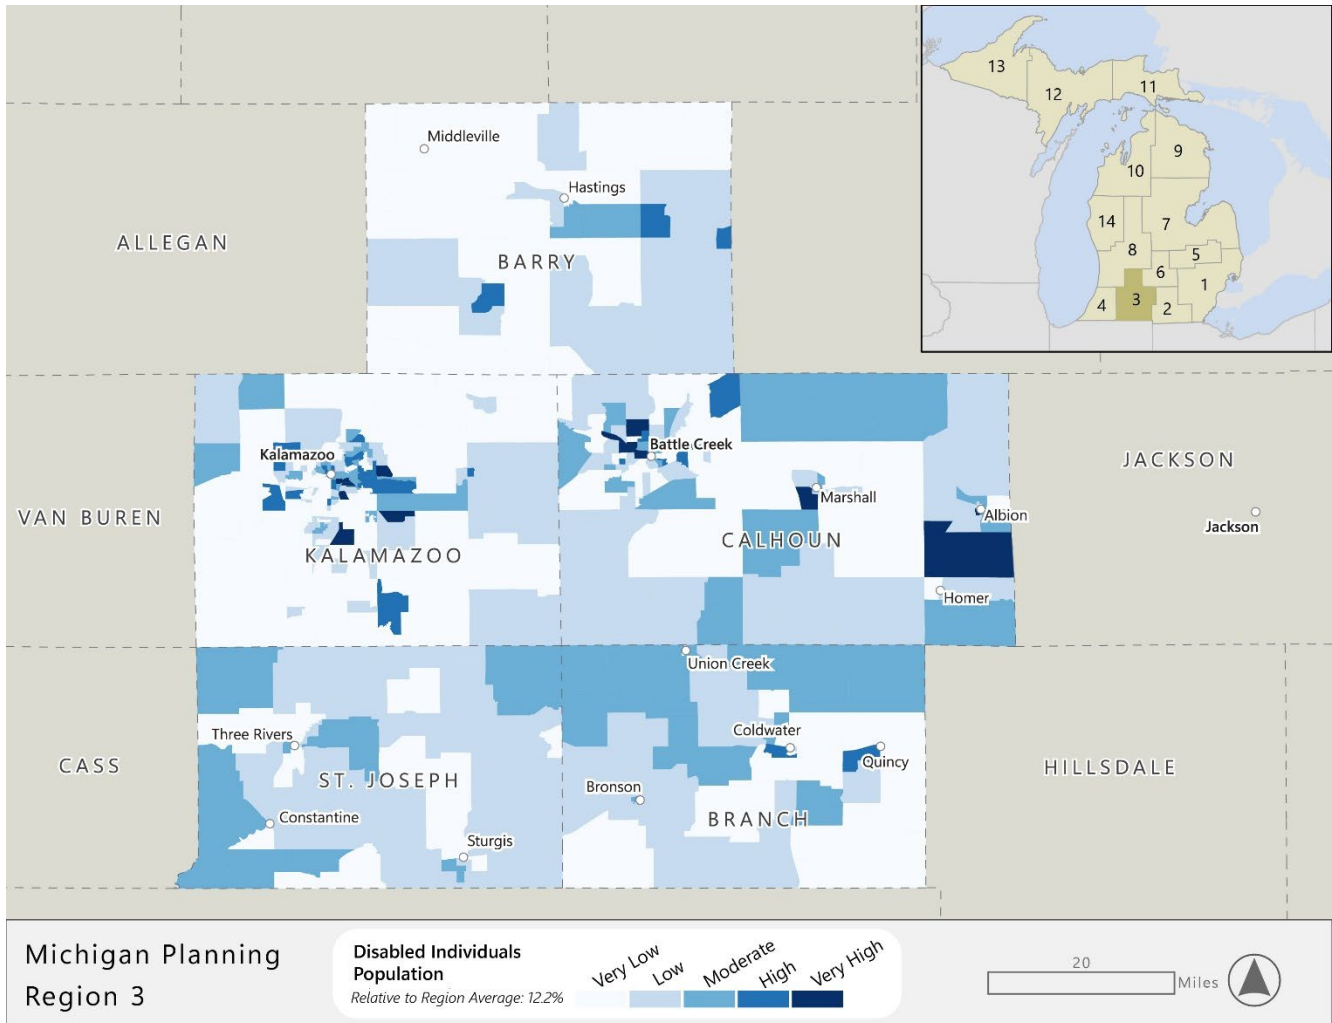 Middleville
Hastings
ALLEGAN
BARRY
13
12
11
9
10
14
7
8
5
6
1
4
3
2
Kalamazoo
Battle Creek
JACKSON
Marshall
VAN BUREN
Albion
Jackson
KALAMAZOO
CALHOUN
Homer
Union Creek
Three Rivers
Coldwater
CASS
ST. JOSEPH
Quincy
HILLSDALE
Bronson
Constantine
BRANCH
Sturgis
Michigan Planning
Region 3
Disabled Individuals
Population
Relative to Region Average: 12.2%
Very Low
Low
Moderate
High
Very High
20
Miles